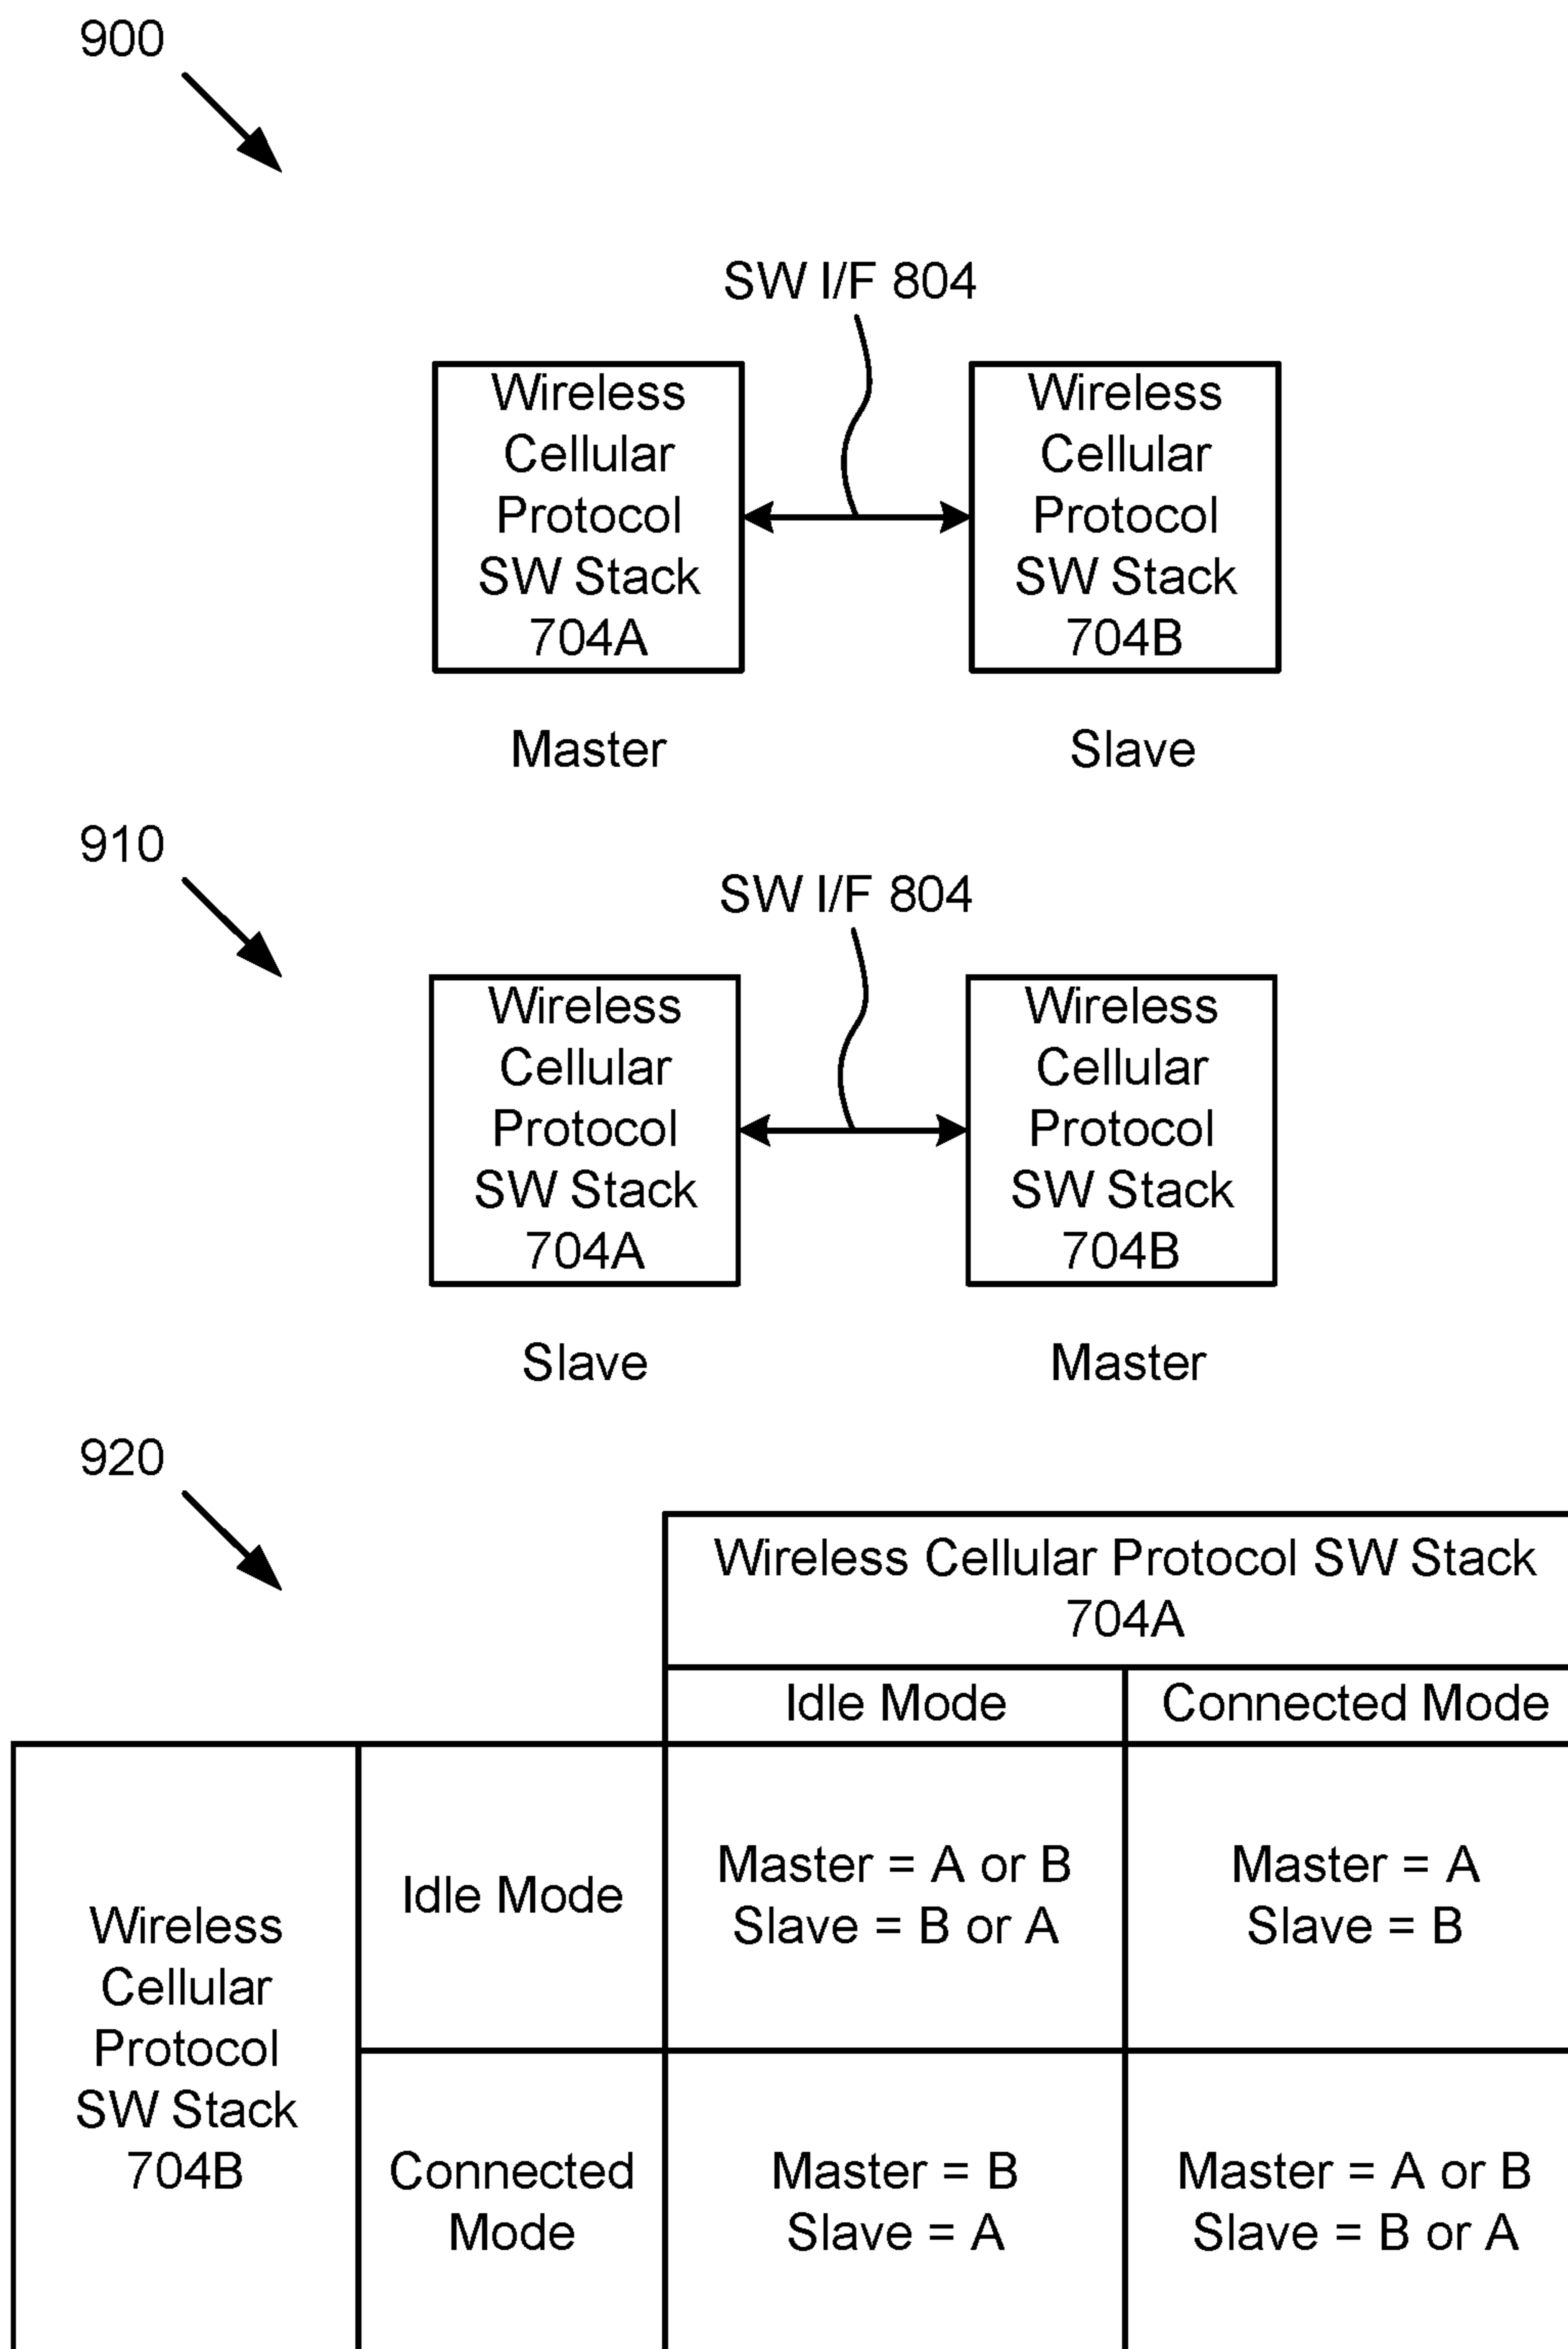 900
SW I/F 804
Wireless
Cellular
Protocol
SW Stack
704A
Wireless
Cellular
Protocol
SW Stack
704B
Master
Slave
910
SW I/F 804
Wireless
Cellular
Protocol
SW Stack
704A
Wireless
Cellular
Protocol
SW Stack
704B
Slave
Master
920
Wireless Cellular Protocol SW Stack
704A
Idle Mode
Connected Mode
Wireless
Cellular
Protocol
SW Stack
704B
Idle Mode
Master = A or B
Slave = B or A
Master = A
Slave = B
Connected
Mode
Master = B
Slave = A
Master = A or B
Slave = B or A